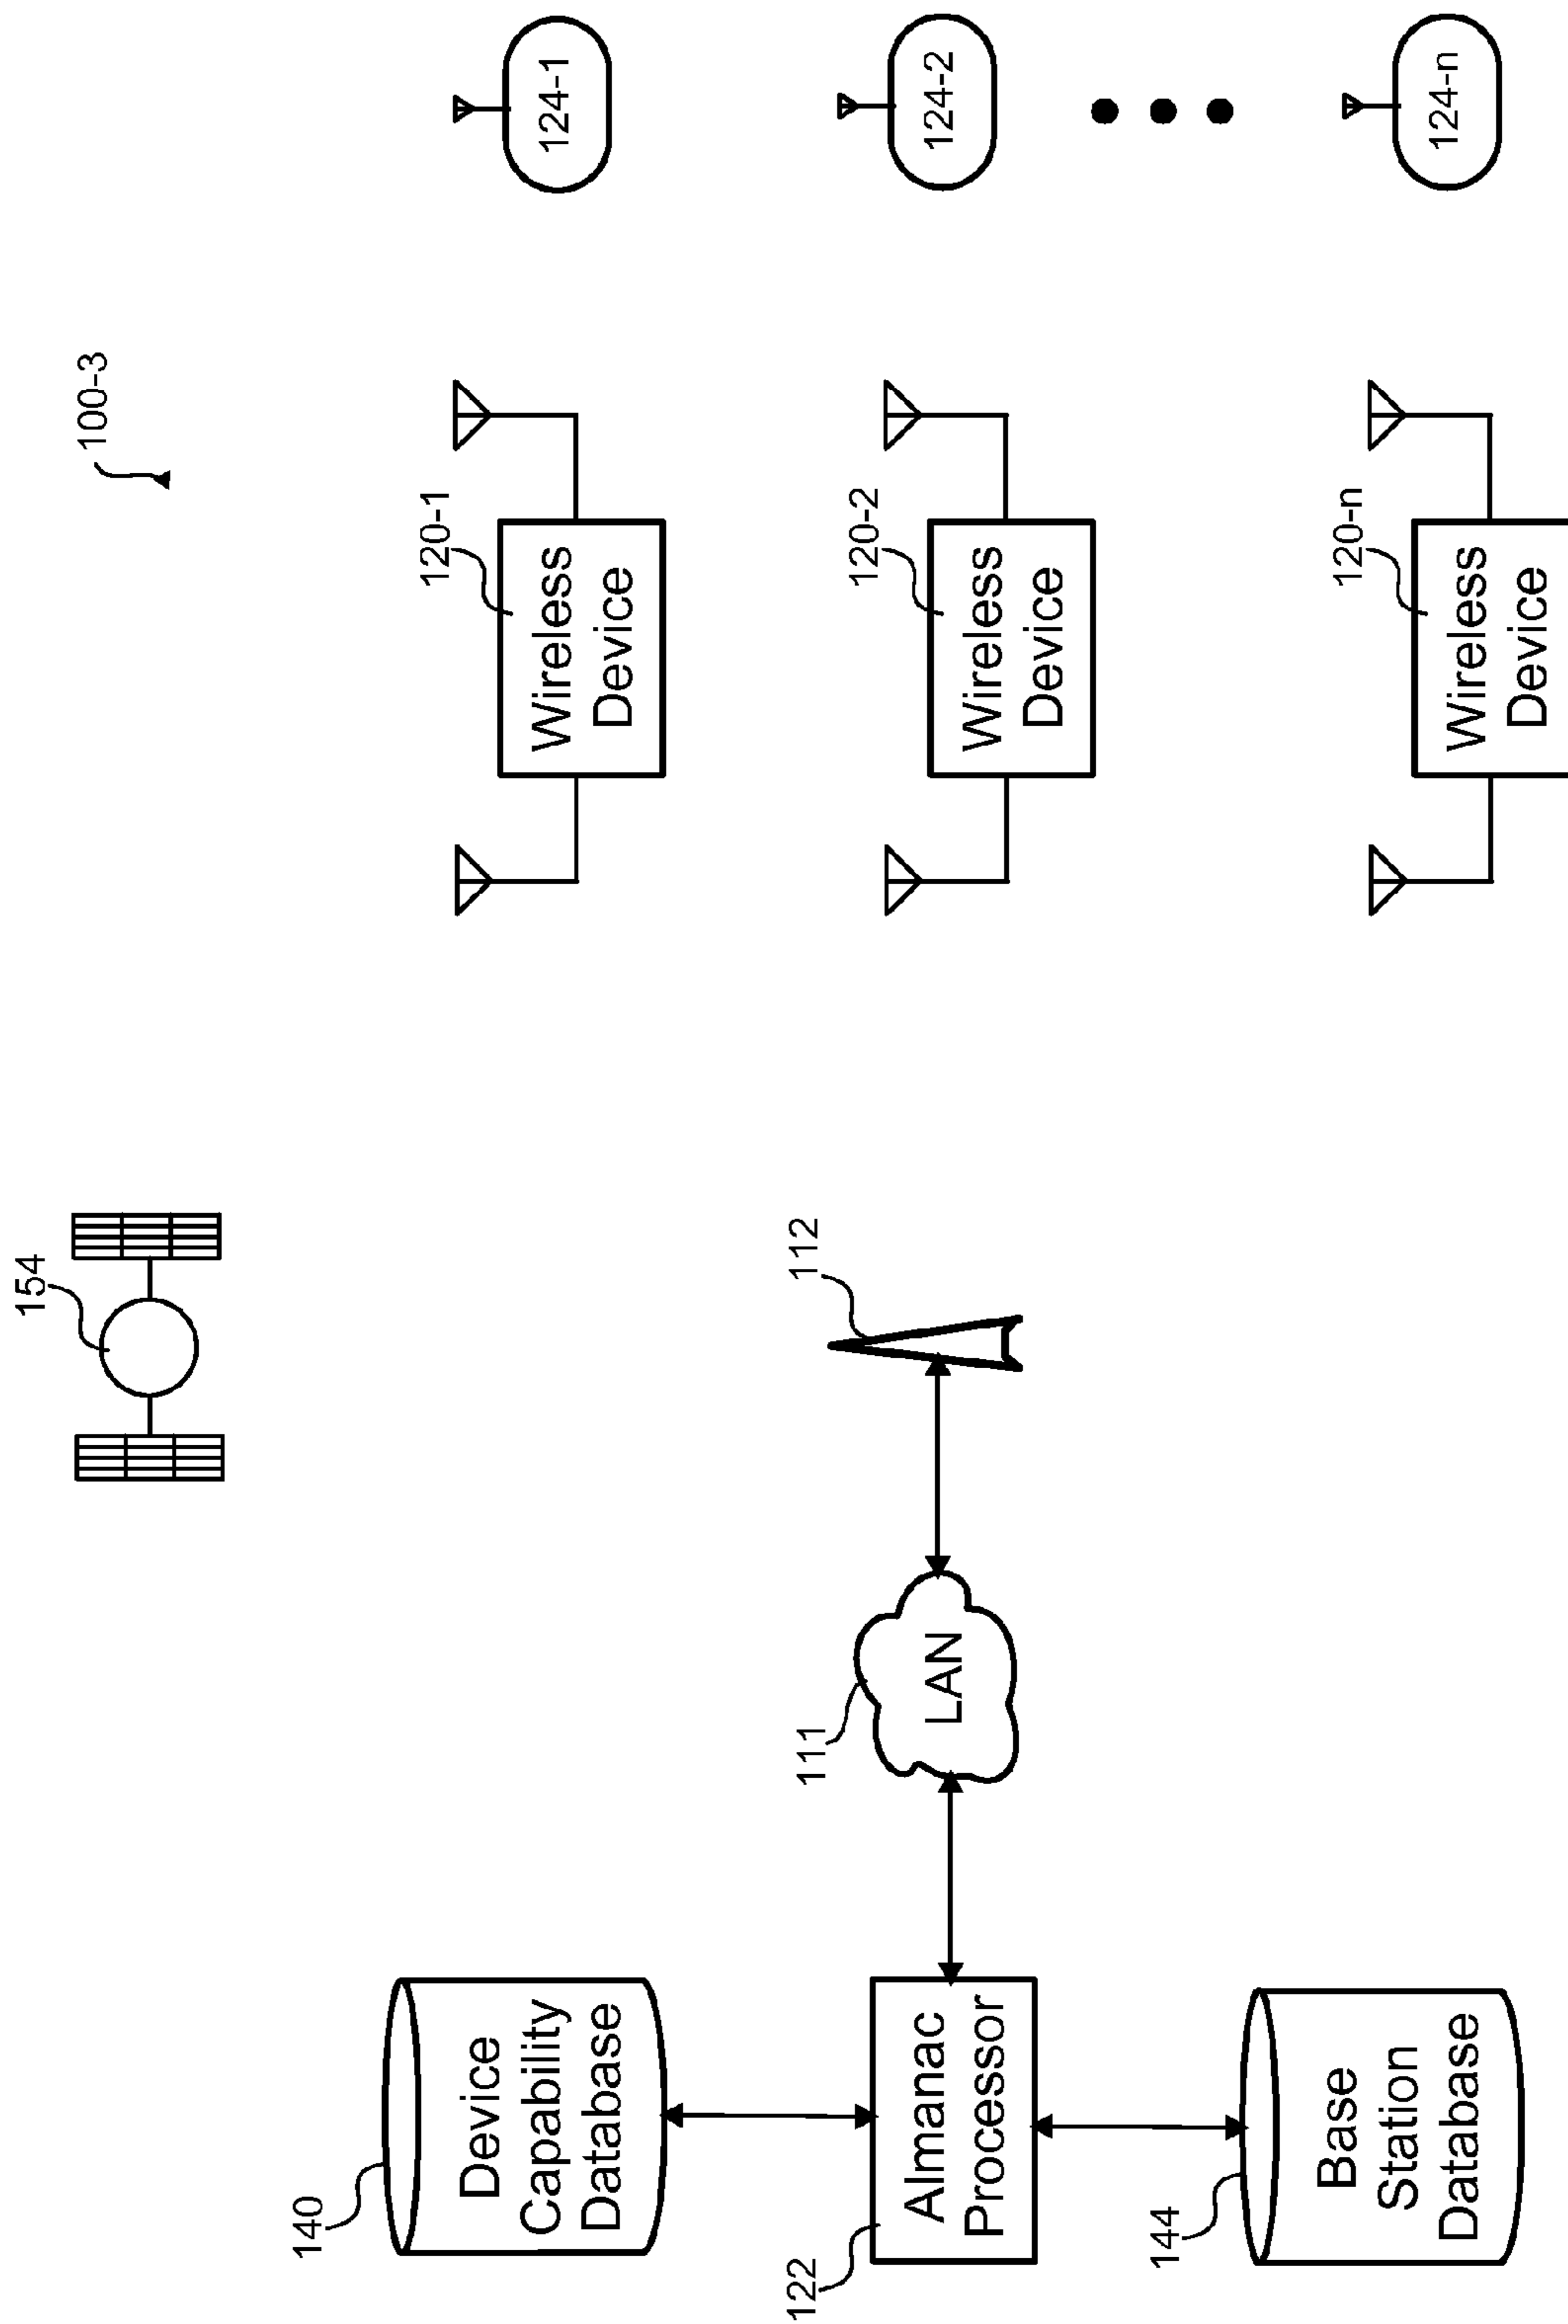 154
100-3
140
Device
Capability
Database
120-1
Wireless
Device
124-1
122
Almanac
Processor
111
LAN
112
120-2
Wireless
Device
124-2
144
Base
Station
Database
120-n
Wireless
Device
124-n